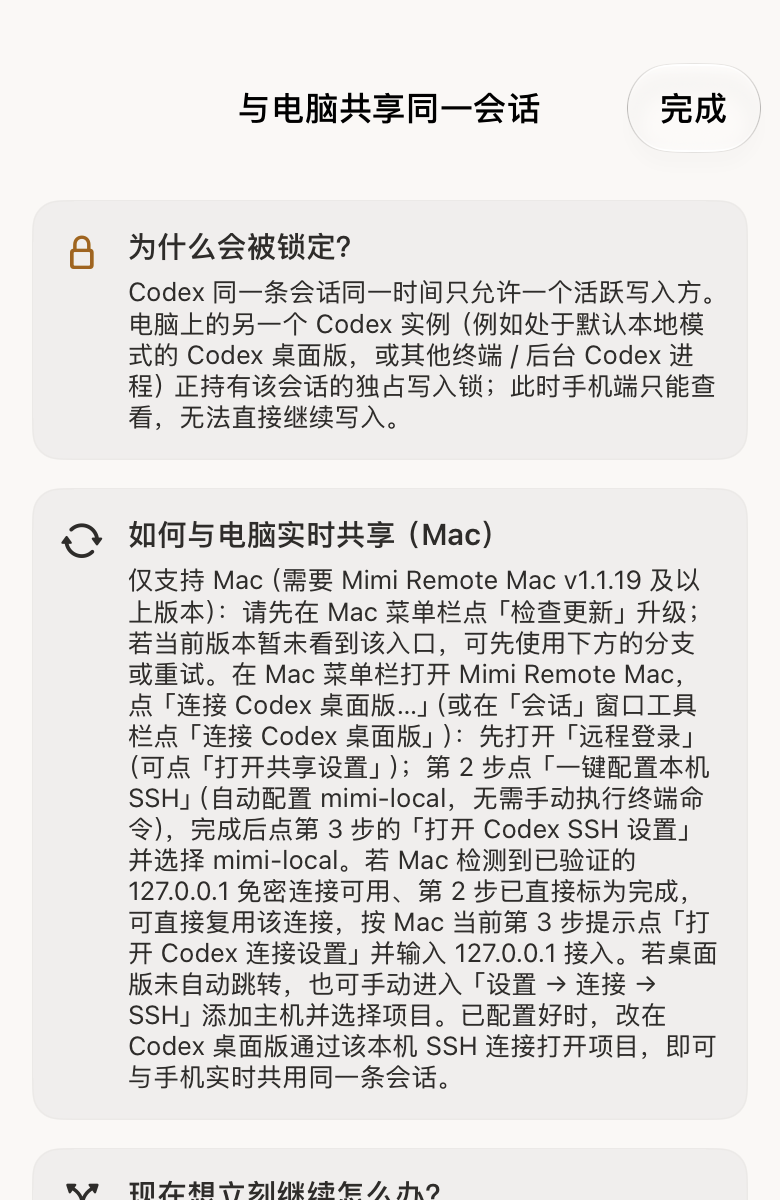 与电脑共享同一会话
完成
为什么会被锁定?
Codex 同一条会话同一时间只允许一个活跃写入方。
电脑上的另一个 Codex 实例（例如处于默认本地模
式的 Codex 桌面版，或其他终端 / 后台 Codex 进
程）正持有该会话的独占写入锁；此时手机端只能查
看，无法直接继续写入。
如何与电脑实时共享（Mac）
仅支持 Mac（需要 Mimi Remote Mac v1.1.19 及以
上版本）：请先在 Mac 菜单栏点「检查更新」升级；
若当前版本暂未看到该入口，可先使用下方的分支
或重试。在 Mac 菜单栏打开 Mimi Remote Mac，
点「连接 Codex 桌面版…」（或在「会话」窗口工具
栏点「连接 Codex 桌面版」）：先打开「远程登录」
（可点「打开共享设置」）；第 2 步点「一键配置本机
SSH」（自动配置 mimi-local，无需手动执行终端命
令），完成后点第 3 步的「打开 Codex SSH 设置」
并选择 mimi-local。若 Mac 检测到已验证的
127.0.0.1 免密连接可用、第 2 步已直接标为完成，
可直接复用该连接，按 Mac 当前第 3 步提示点「打
开 Codex 连接设置」并输入 127.0.0.1 接入。若桌面
版未自动跳转，也可手动进入「设置 → 连接 →
SSH」添加主机并选择项目。已配置好时，改在
Codex 桌面版通过该本机 SSH 连接打开项目，即可
与手机实时共用同一条会话。
现在想立刻继续怎么办?